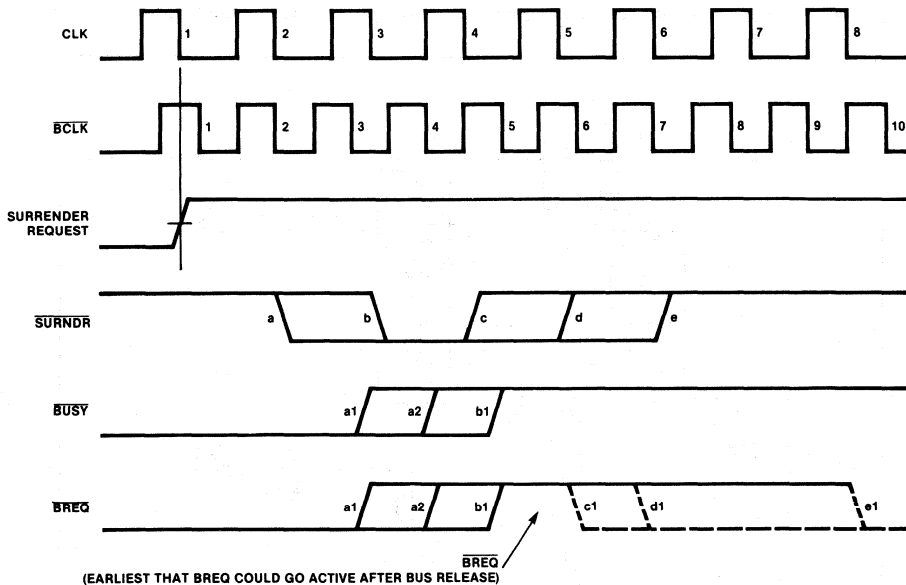 CLK 1 2 3 4 5 6 7 8
BCLK 1 2 3 4 5 6 7 8 9 10
SURRENDER
REQUEST
SURNDR a b c d e
BUSY a1 a2 b1
BREQ a1 a2 b1 c1 d1 e1
BREQ
(EARLIEST THAT BREQ COULD GO ACTIVE AFTER BUS RELEASE)